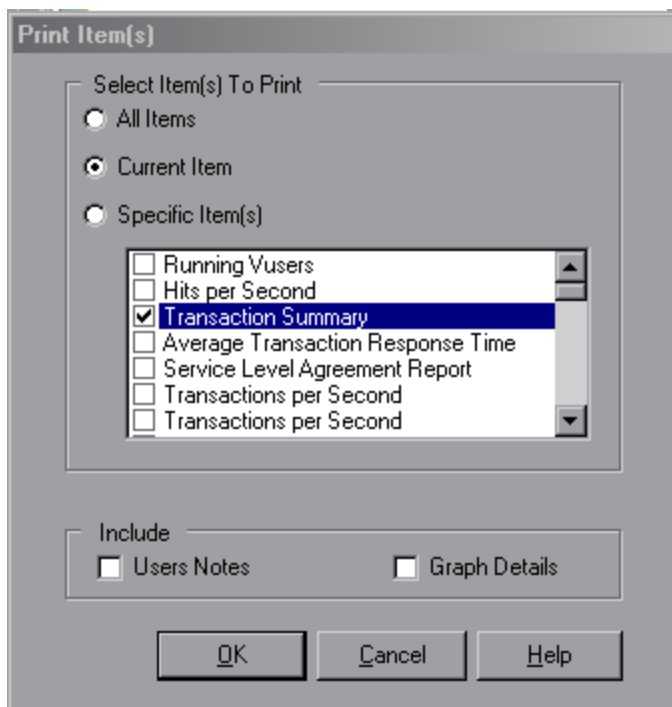 Print Item(s)
Select Item(s) To Print
All Items
Current Item
Specific Item(s)
Running Vusers
Hits per Second
Transaction Summary
Average Transaction Response Time
Service Level Agreement Report
Transactions per Second
Transactions per Second
Include
Users Notes Graph Details
OK Cancel Help